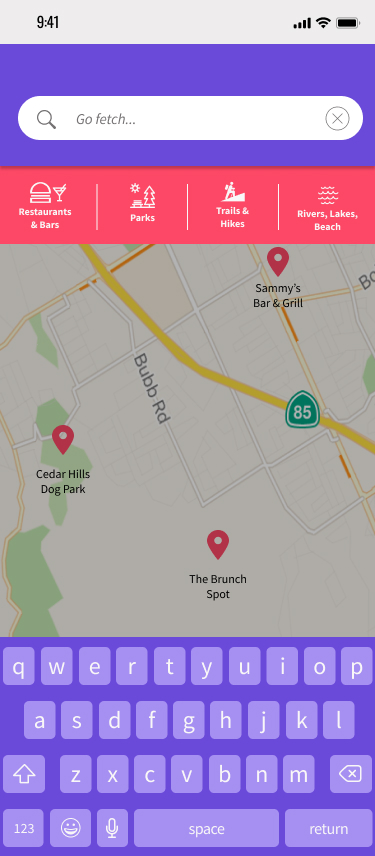 9:41
Go fetch...
Restaurants
& Bars
Parks
Trails &
Hikes
Rivers, Lakes,
Beach
Sammy's
Bar & Grill
Bubb Rd
85
Cedar Hills
Dog Park
The Brunch
Spot
q w e r t y u i o p
a s d f g h j k l
z x c v b n m
123 space return